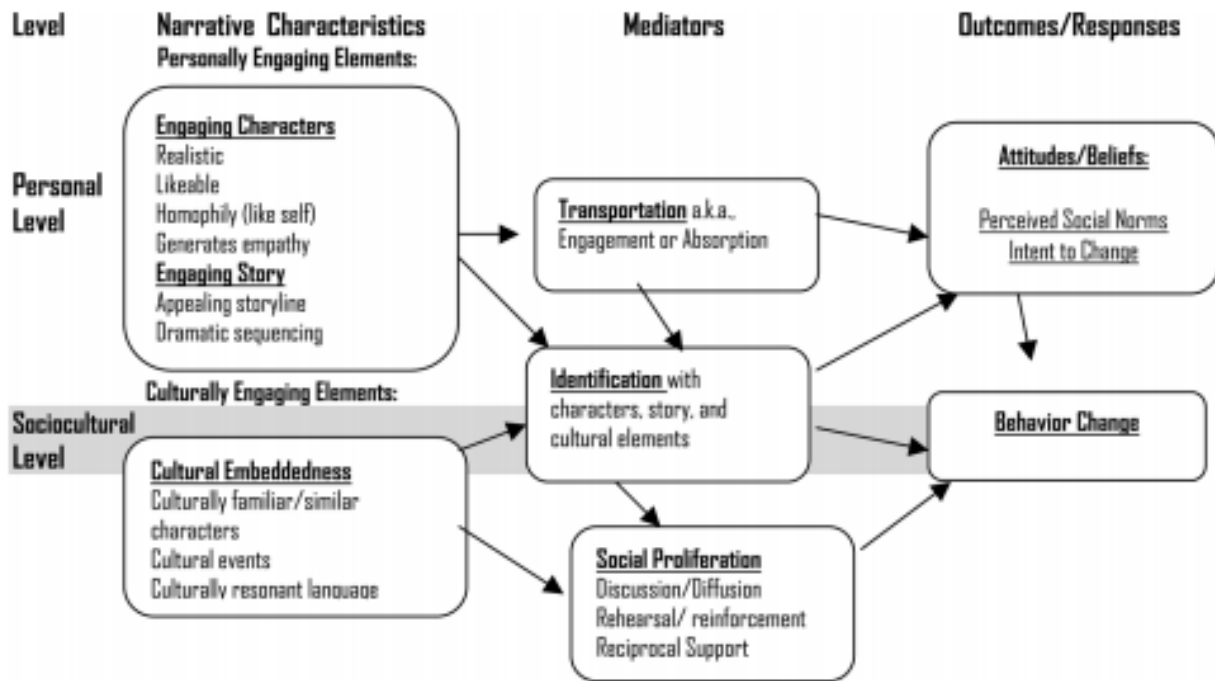 Level Narrative Characteristics Mediators Outcomes/Responses
Personally Engaging Elements:
Engaging Characters
Realistic
Likeable
Homophily (like self)
Generates empathy
Engaging Story
Appealing storyline
Dramatic sequencing
Personal
Level
Transportation a.k.a.,
Engagement or Absorption
Attitudes/Beliefs:
Perceived Social Norms
Intent to Change
Culturally Engaging Elements:
Identification with
characters, story, and
cultural elements
Sociocultural
Level
Behavior Change
Cultural Embeddedness
Culturally familiar/similar
characters
Cultural events
Culturally resonant language
Social Proliferation
Discussion/Diffusion
Rehearsal/ reinforcement
Reciprocal Support